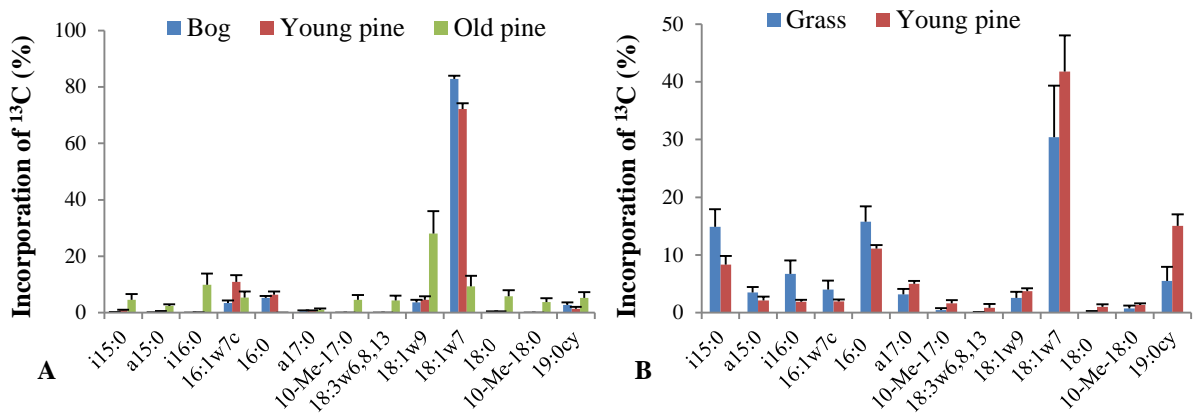 Bog Young pine Old pine
Incorporation of ¹³C (%)
100
80
60
40
20
0
i15:0 a15:0 i16:0 16:1w7c 16:0 a17:0 10-Me-17:0 18:3w6,8,13 18:1w9 18:1w7 18:0 10-Me-18:0 19:0cy
A
Grass Young pine
Incorporation of ¹³C (%)
50
40
30
20
10
0
i15:0 a15:0 i16:0 16:1w7c 16:0 a17:0 10-Me-17:0 18:3w6,8,13 18:1w9 18:1w7 18:0 10-Me-18:0 19:0cy
B